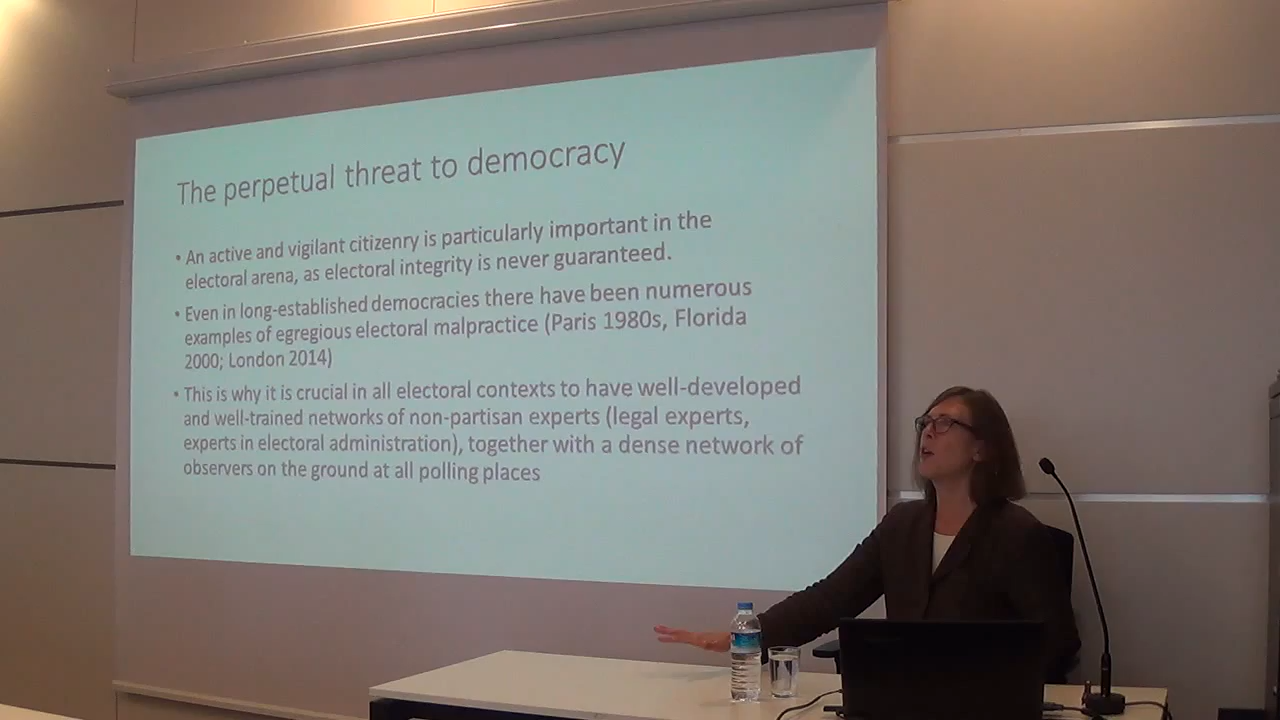 The perpetual threat to democracy
• An active and vigilant citizenry is particularly important in the
electoral arena, as electoral integrity is never guaranteed.
• Even in long-established democracies there have been numerous
examples of egregious electoral malpractice (Paris 1980s, Florida
2000; London 2014)
• This is why it is crucial in all electoral contexts to have well-developed
and well-trained networks of non-partisan experts (legal experts,
experts in electoral administration), together with a dense network of
observers on the ground at all polling places